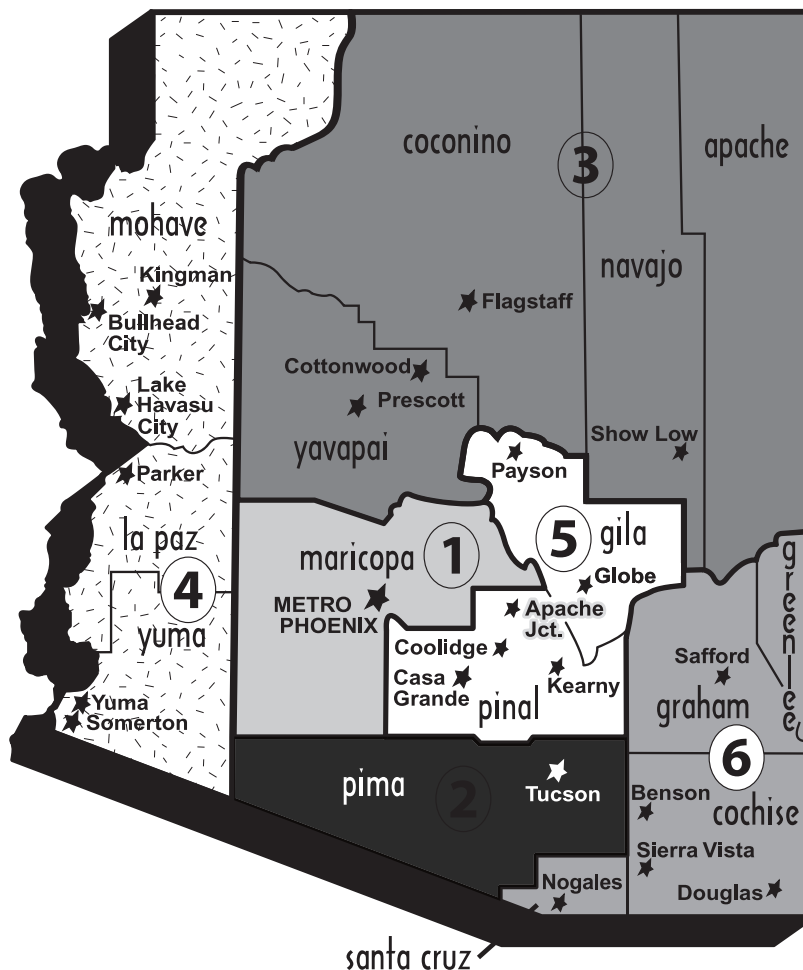 coconino
3
apache
mohave
navajo
Kingman
Flagstaff
Bullhead
City
Cottonwood
Prescott
Lake
Havasu
City
Show Low
yavapai
Payson
Parker
la paz
5
gila
maricopa
1
greenlee
4
Globe
METRO
PHOENIX
Apache
Jct.
yuma
Coolidge
Safford
Casa
Grande
Kearny
Yuma
Somerton
pinal
graham
6
pima
2
Tucson
Benson
cochise
Sierra Vista
Nogales
Douglas
santa cruz